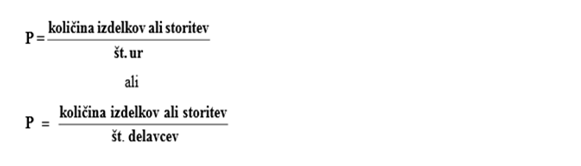 količina izdelkov ali storitev
P =
št. ur
ali
količina izdelkov ali storitev
P =
št. delavcev